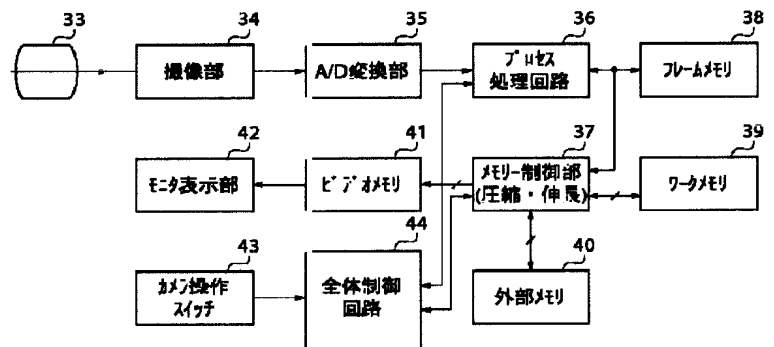 33
34
35
36
38
撮像部
A/D変換部
プロセス
処理回路
フレームメモリ
42
41
37
39
モニタ表示部
ビデオメモリ
メモリー制御部
(圧縮・伸長)
ワークメモリ
43
44
40
カメラ操作
スイッチ
全体制御
回路
外部メモリ